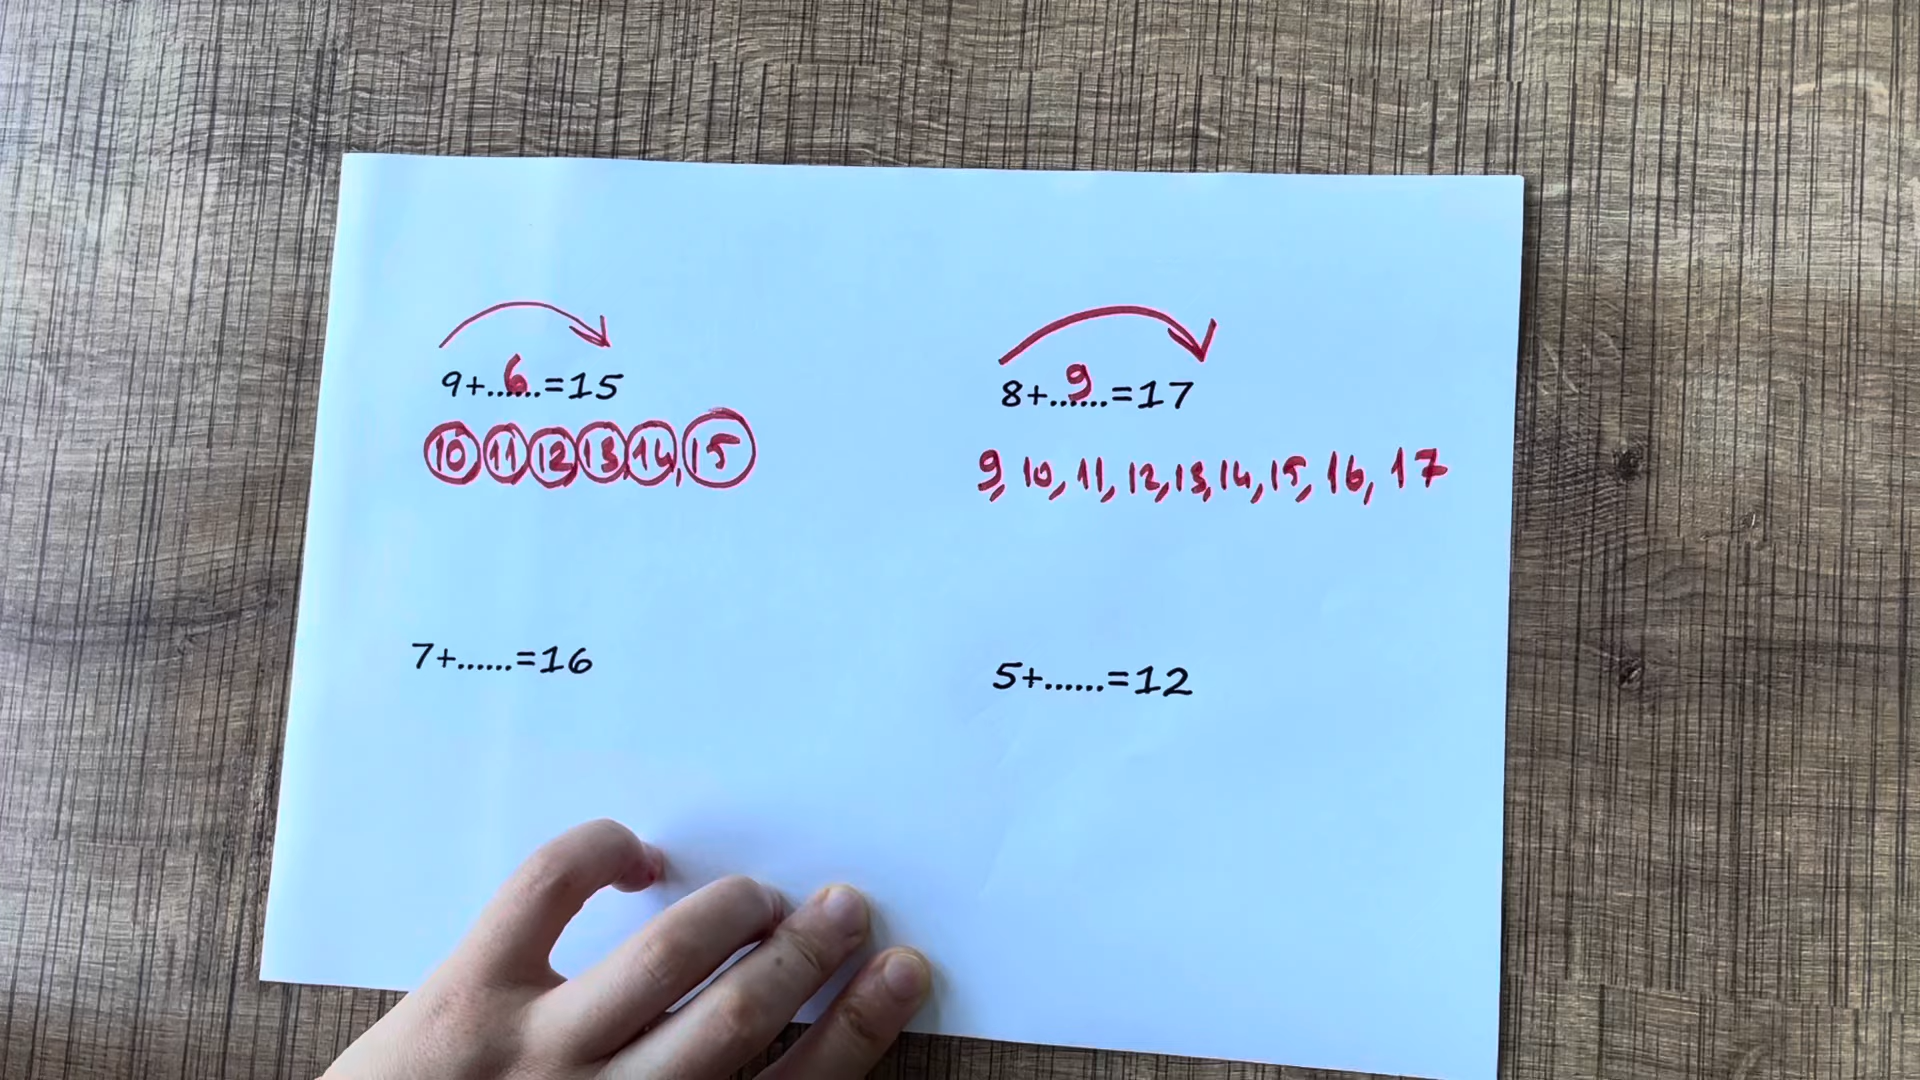 9+...6...=15
10 11 12 13 14, 15
8+...9...=17
9, 10, 11, 12, 13, 14, 15, 16, 17
7+......=16
5+......=12